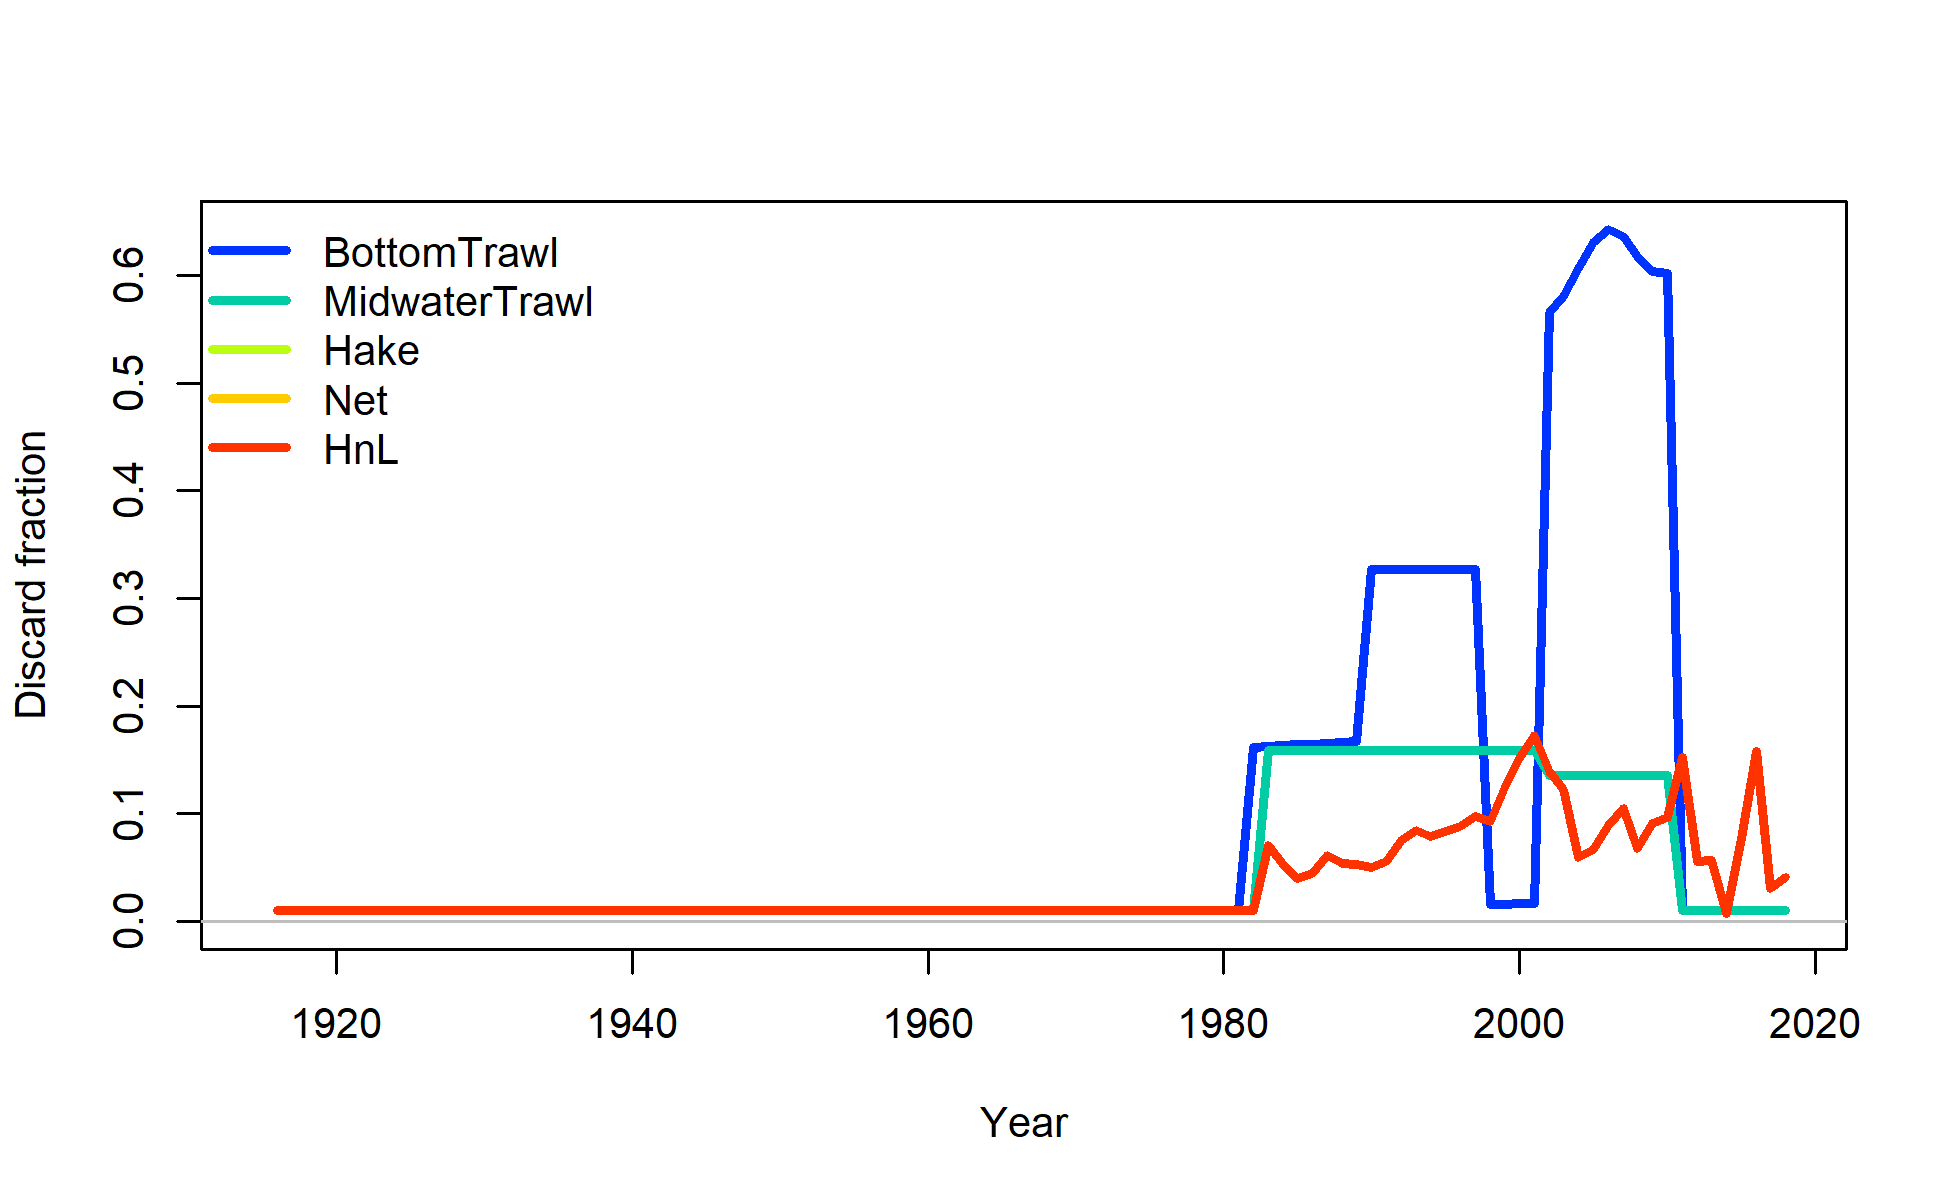 BottomTrawl
MidwaterTrawl
Hake
Net
HnL
Discard fraction
0.6
0.5
0.4
0.3
0.2
0.1
0.0
1920 1940 1960 1980 2000 2020
Year